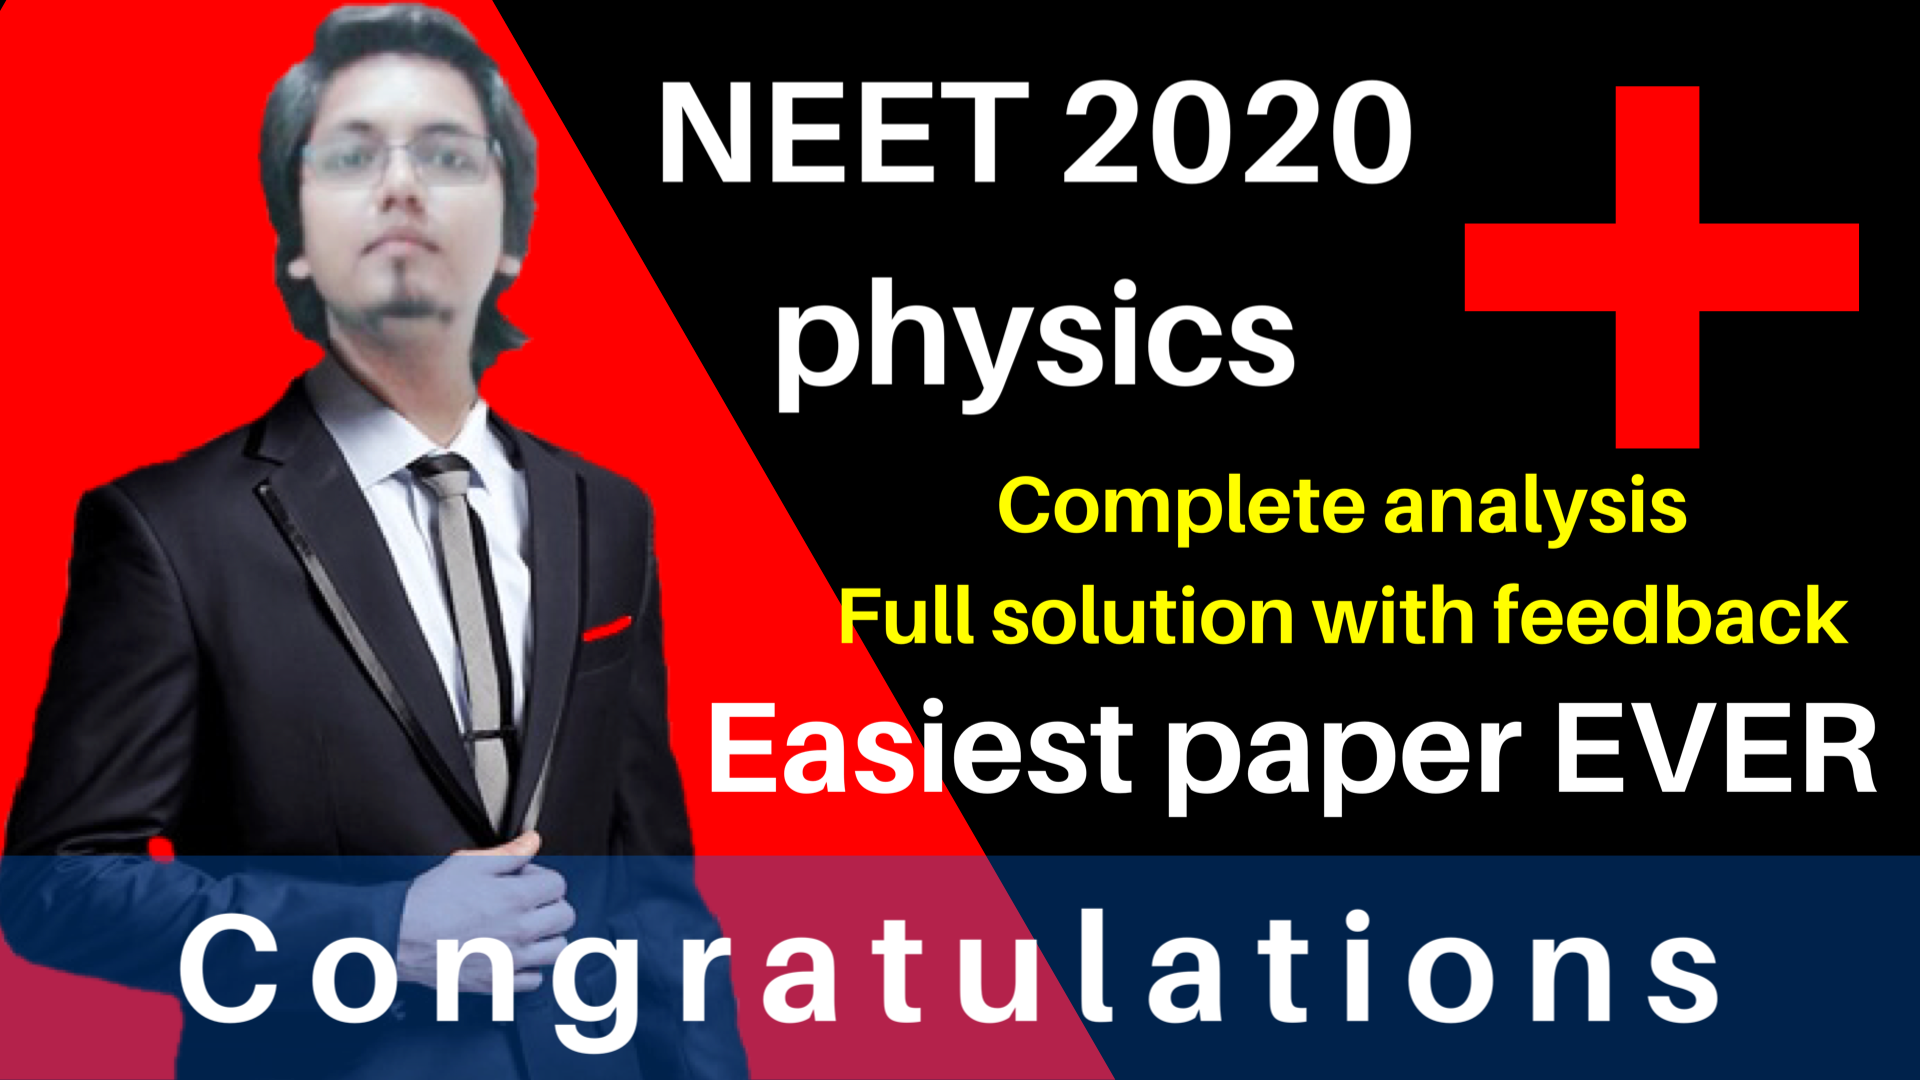 NEET 2020
physics
Complete analysis
Full solution with feedback
Easiest paper EVER
Congratulations